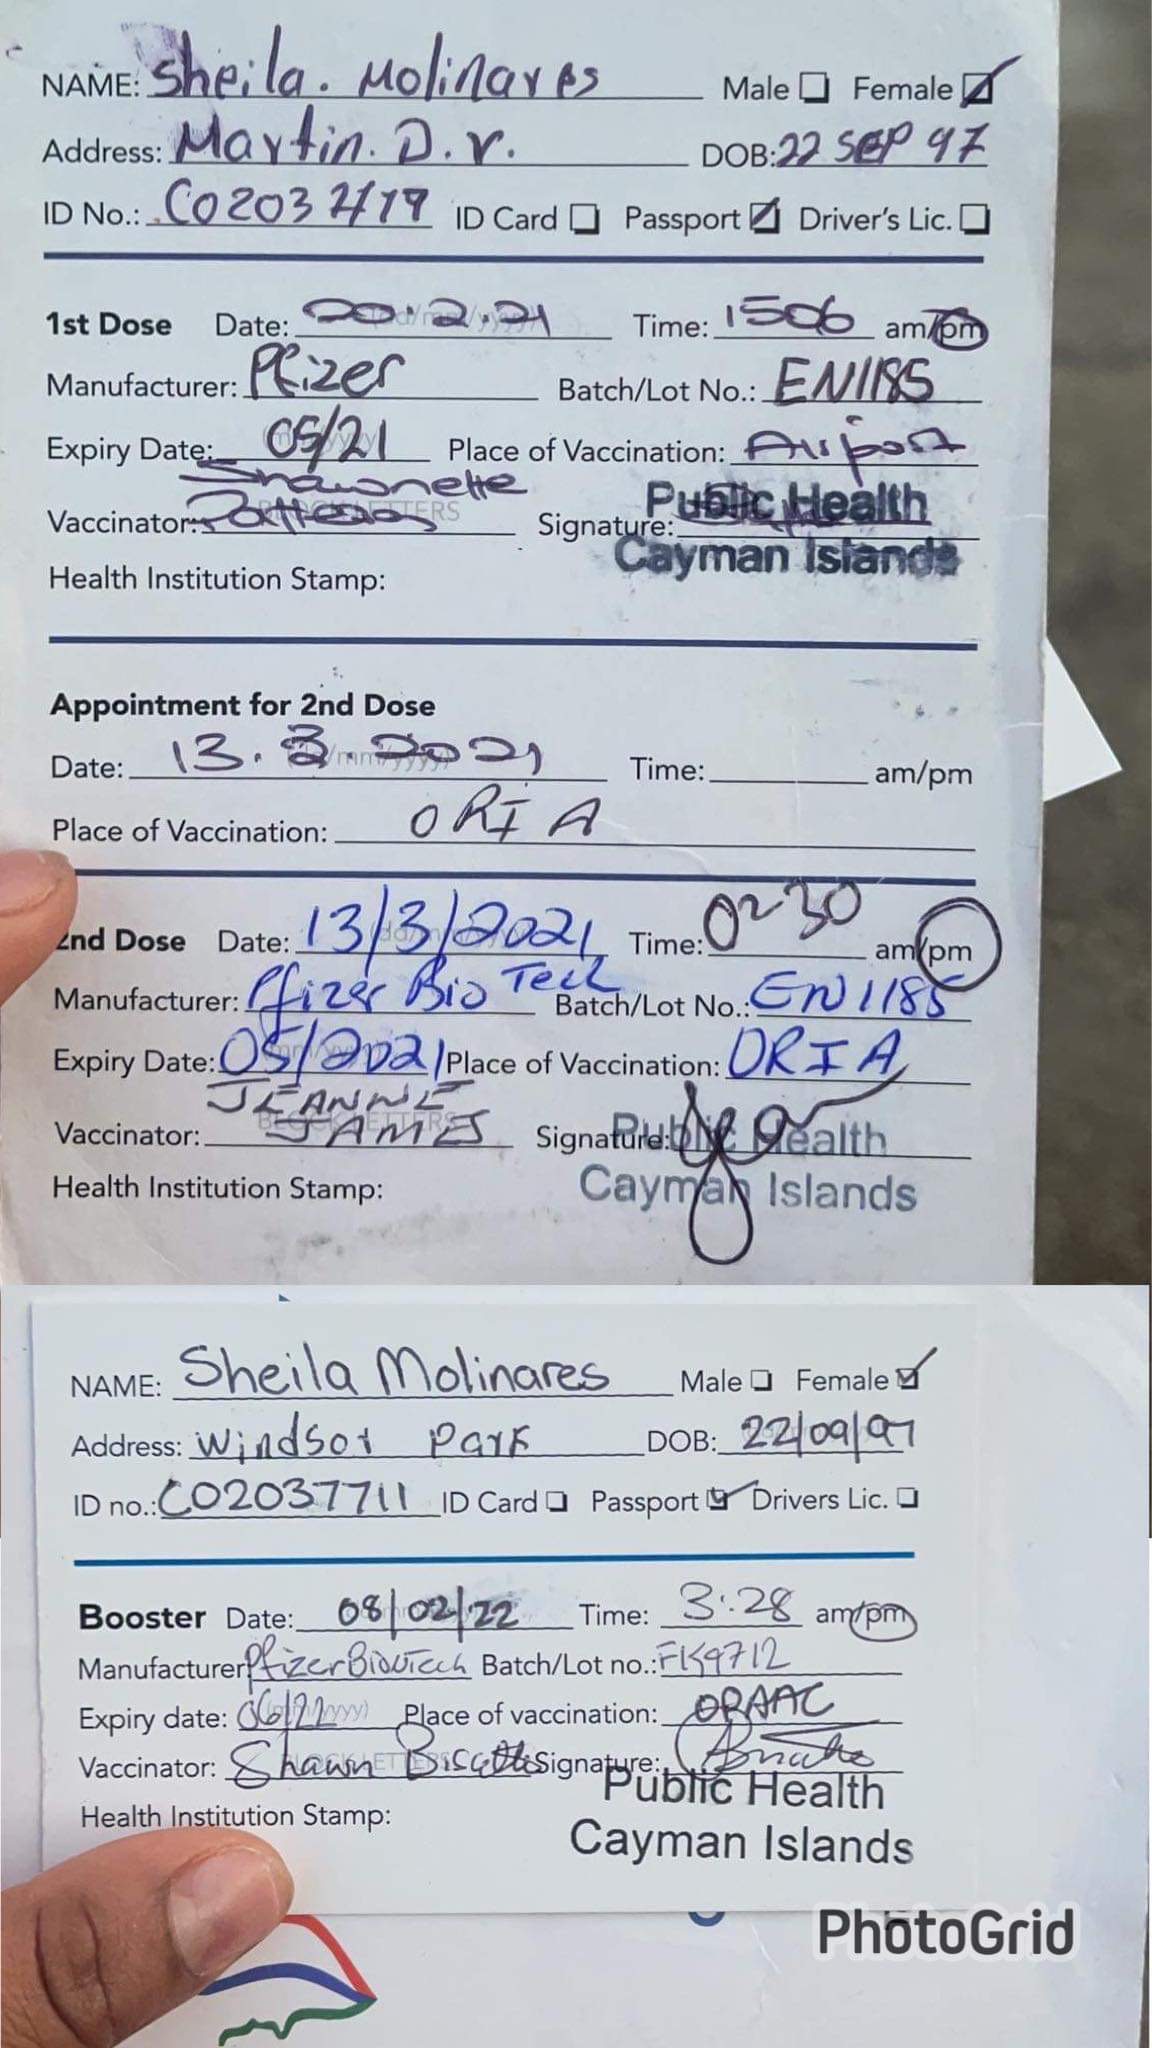 NAME: Sheila. Molinares Male Female
Address: Martin. D.r. DOB: 22 SEP 97
ID No.: ID Card Passport Driver's Lic.
1st Dose Date: 20.2.21 Time: 1506 am/pm
Manufacturer: Pfizer Batch/Lot No.: EN1185
Expiry Date: 05/21 Place of Vaccination: Airport
Shawnette
Vaccinator: BLOCK LETTERS Signature: Public Health
Cayman Islands
Health Institution Stamp:
Appointment for 2nd Dose
Date: 13.3.2021 Time: am/pm
Place of Vaccination: ORIA
2nd Dose Date: 13/3/2021 Time: 0230 am/pm
Manufacturer: Pfizer BioTech Batch/Lot No.: EN1185
Expiry Date: 05/2021 Place of Vaccination: ORIA
JEANNE
Vaccinator: JAMES Signature: Public Health
Health Institution Stamp: Cayman Islands
NAME: Sheila Molinares Male Female
Address: Windsor Park DOB: 22/09/97
ID no.: CO2037711 ID Card Passport Drivers Lic.
Booster Date: 08/02/22 Time: 3:28 am/pm
Manufacturer: Batch/Lot no.: FK9712
Expiry date: 06/22 Place of vaccination: ORAAC
Vaccinator: Shawn Signature:
Public Health
Health Institution Stamp:
Cayman Islands
PhotoGrid